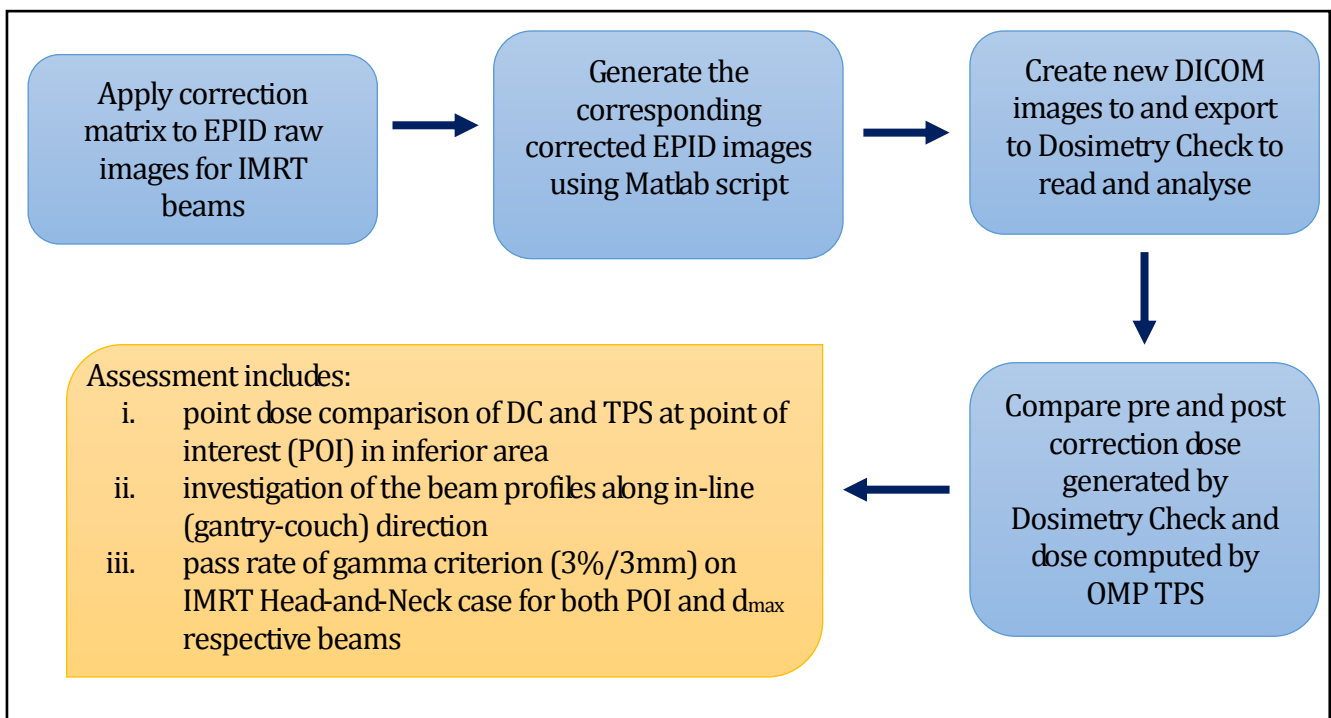 Apply correction
matrix to EPID raw
images for IMRT
beams
Generate the
corresponding
corrected EPID images
using Matlab script
Create new DICOM
images to and export
to Dosimetry Check to
read and analyse
Compare pre and post
correction dose
generated by
Dosimetry Check and
dose computed by
OMP TPS
Assessment includes:
i. point dose comparison of DC and TPS at point of
interest (POI) in inferior area
ii. investigation of the beam profiles along in-line
(gantry-couch) direction
iii. pass rate of gamma criterion (3%/3mm) on
IMRT Head-and-Neck case for both POI and dmax
respective beams